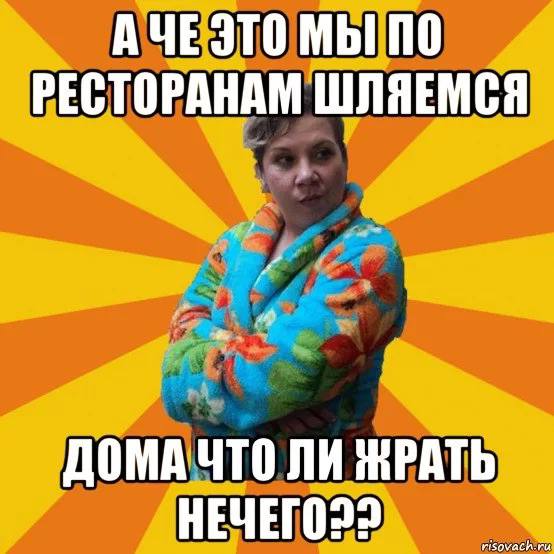 А ЧЕ ЭТО МЫ ПО
РЕСТОРАНАМ ШЛЯЕМСЯ
ДОМА ЧТО ЛИ ЖРАТЬ
НЕЧЕГО??
risovach.ru